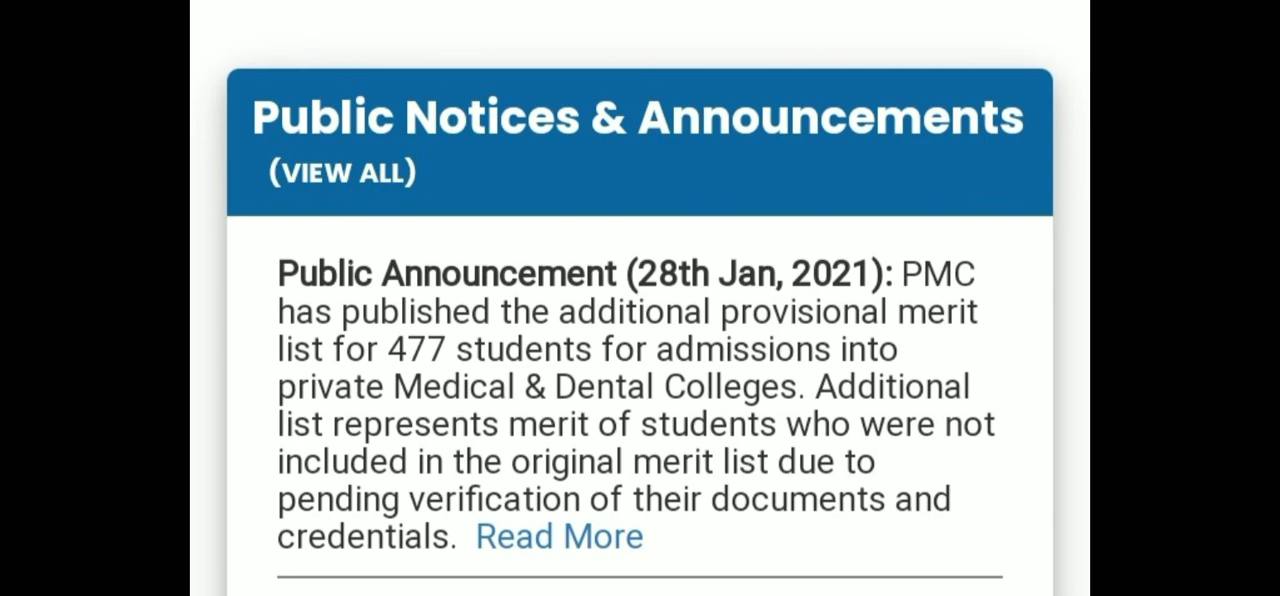 Public Notices & Announcements
(VIEW ALL)
Public Announcement (28th Jan, 2021): PMC
has published the additional provisional merit
list for 477 students for admissions into
private Medical & Dental Colleges. Additional
list represents merit of students who were not
included in the original merit list due to
pending verification of their documents and
credentials. Read More